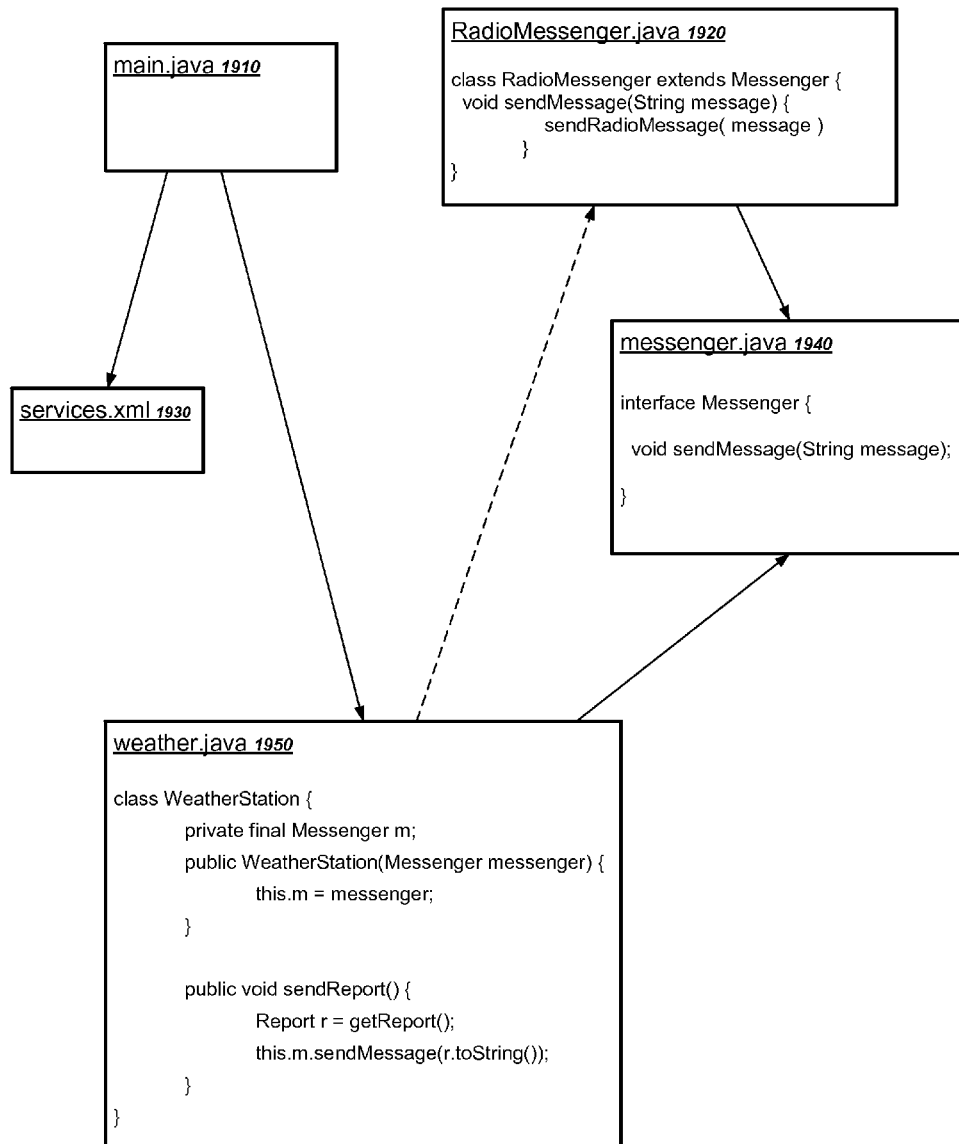 main.java 1910
RadioMessenger.java 1920
class RadioMessenger extends Messenger {
void sendMessage(String message) {
sendRadioMessage( message )
}
}
services.xml 1930
messenger.java 1940
interface Messenger {
void sendMessage(String message);
}
weather.java 1950
class WeatherStation {
private final Messenger m;
public WeatherStation(Messenger messenger) {
this.m = messenger;
}
public void sendReport() {
Report r = getReport();
this.m.sendMessage(r.toString());
}
}